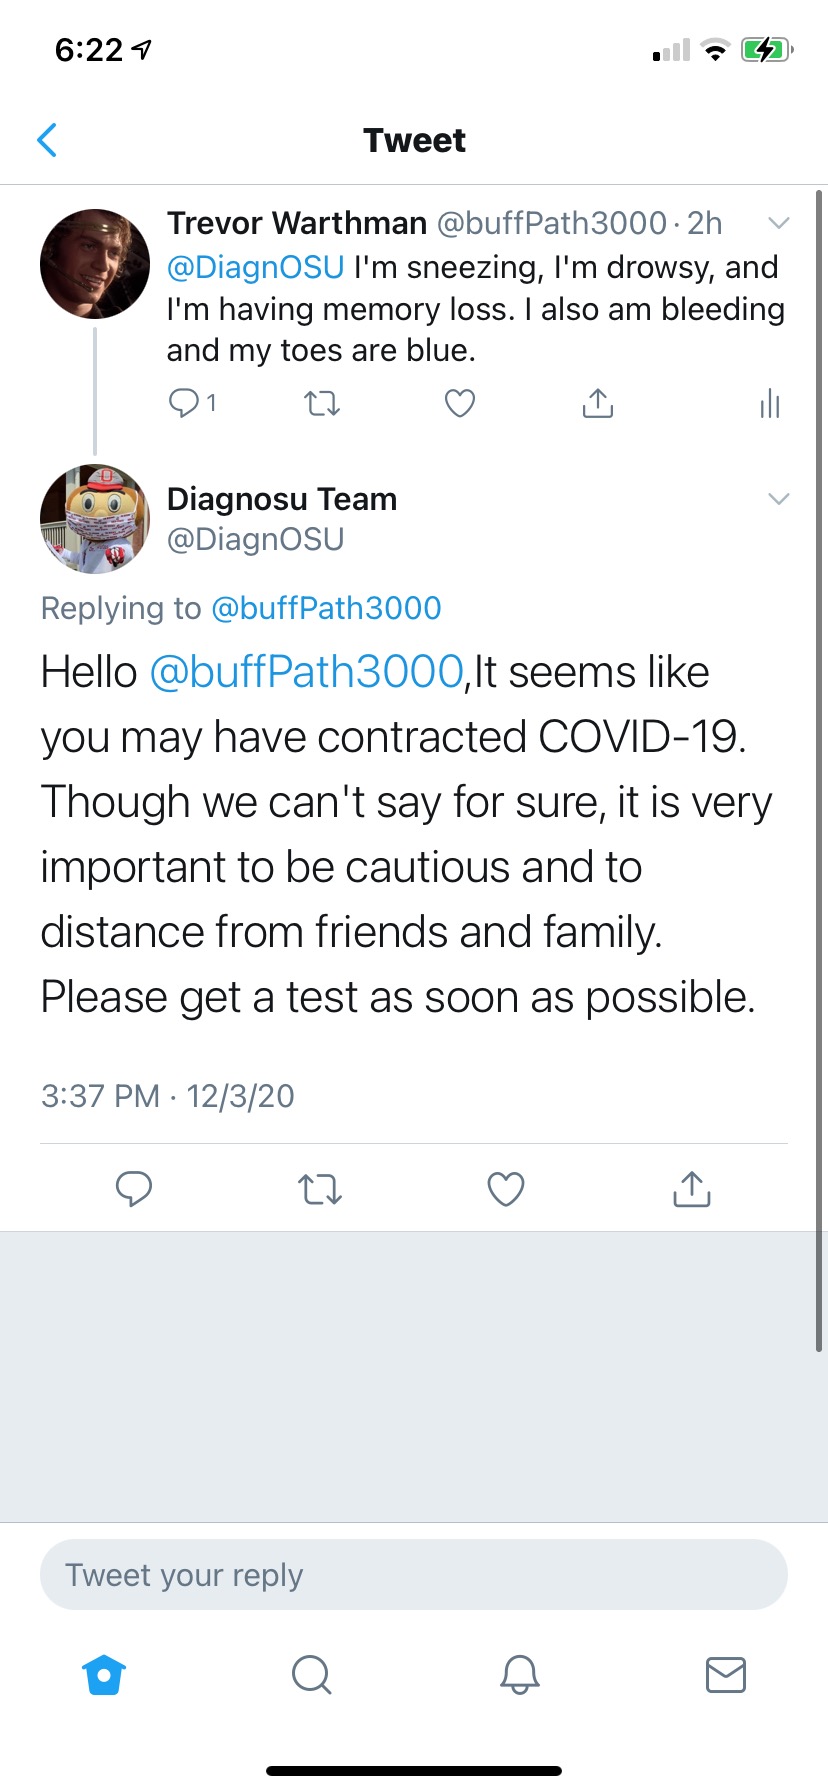 6:22
Tweet
Trevor Warthman @buffPath3000 · 2h
@DiagnOSU I'm sneezing, I'm drowsy, and
I'm having memory loss. I also am bleeding
and my toes are blue.
1
Diagnosu Team
@DiagnOSU
Replying to @buffPath3000
Hello @buffPath3000,It seems like
you may have contracted COVID-19.
Though we can't say for sure, it is very
important to be cautious and to
distance from friends and family.
Please get a test as soon as possible.
3:37 PM · 12/3/20
Tweet your reply